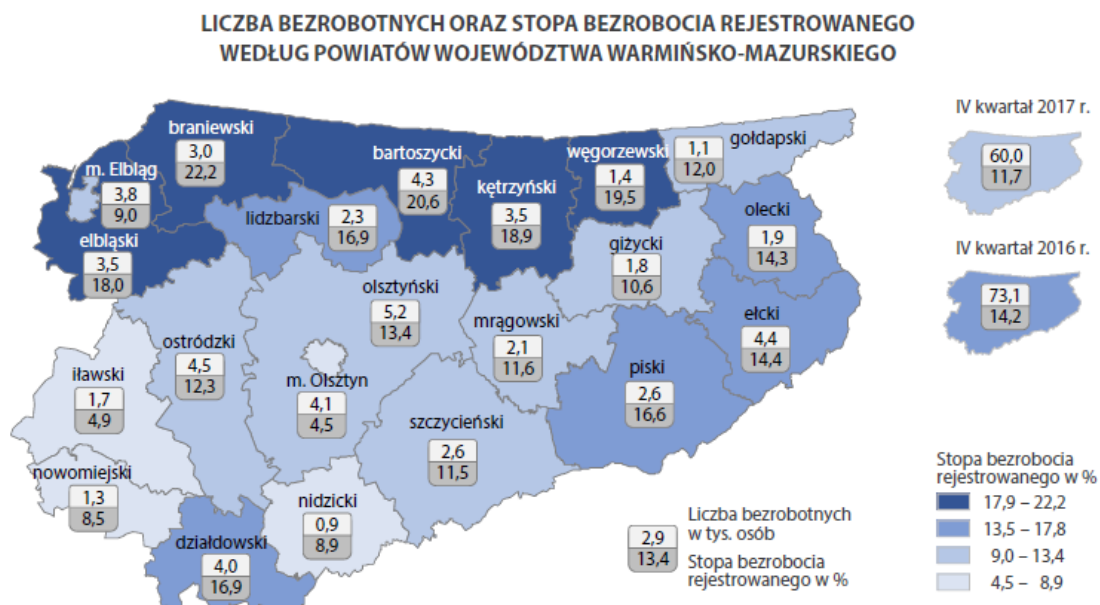 LICZBA BEZROBOTNYCH ORAZ STOPA BEZROBOCIA REJESTROWANEGO
WEDŁUG POWIATÓW WOJEWÓDZTWA WARMIŃSKO-MAZURSKIEGO
braniewski
3,0
22,2
m. Elbląg
3,8
9,0
elbląski
3,5
18,0
bartoszycki
4,3
20,6
lidzbarski
2,3
16,9
kętrzyński
3,5
18,9
węgorzewski
1,4
19,5
gołdapski
1,1
12,0
olecki
1,9
14,3
giżycki
1,8
10,6
ełcki
4,4
14,4
olsztyński
5,2
13,4
mrągowski
2,1
11,6
ostródzki
4,5
12,3
m. Olsztyn
4,1
4,5
iławski
1,7
4,9
piski
2,6
16,6
szczycieński
2,6
11,5
nowomiejski
1,3
8,5
nidzicki
0,9
8,9
działdowski
4,0
16,9
IV kwartał 2017 r.
60,0
11,7
IV kwartał 2016 r.
73,1
14,2
2,9
13,4
Liczba bezrobotnych
w tys. osób
Stopa bezrobocia
rejestrowanego w %
Stopa bezrobocia
rejestrowanego w %
17,9 – 22,2
13,5 – 17,8
9,0 – 13,4
4,5 – 8,9